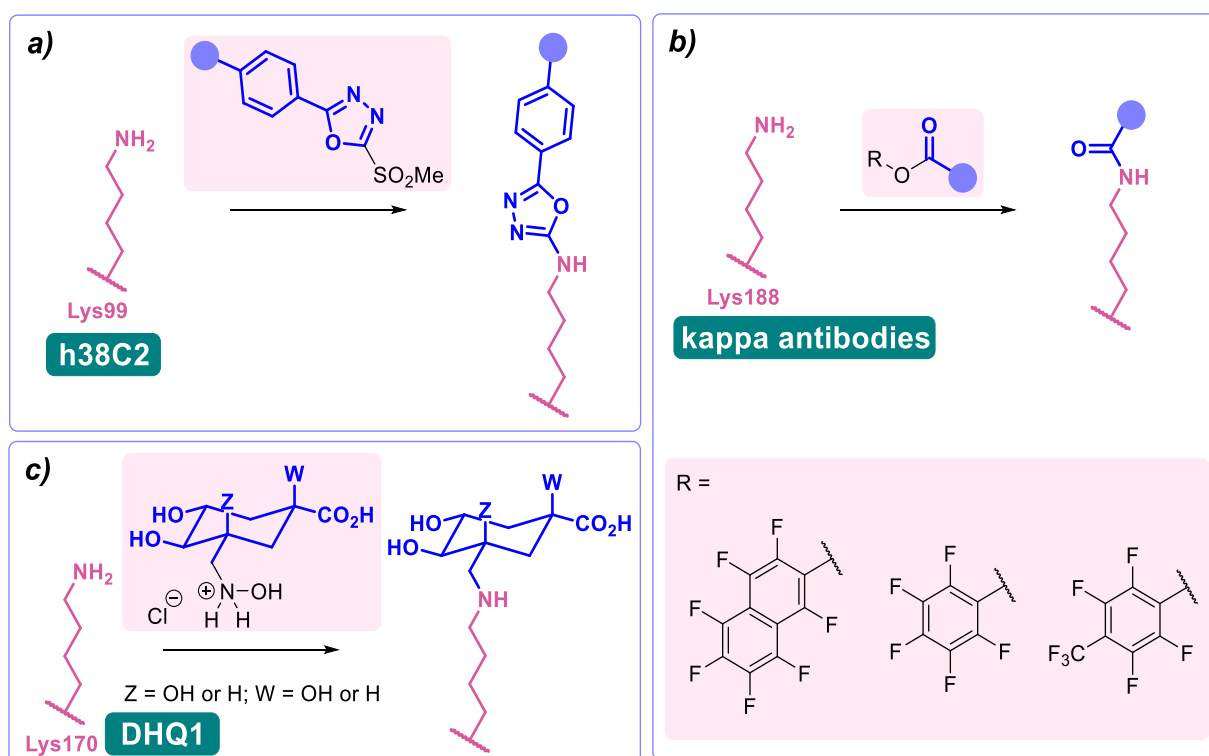 a)
NH2
Lys99
h38C2
N
N
O
SO2Me
O
N
N
NH
b)
NH2
Lys188
kappa antibodies
O
R
O
O
NH
R =
F
F
F
F
F
F
F
F
F
F
F
F
F
F
F3C
F
F
c)
NH2
Lys170
DHQ1
W
Z
HO
HO
CO2H
N
OH
H H
Cl
Z = OH or H; W = OH or H
W
Z
HO
HO
CO2H
NH